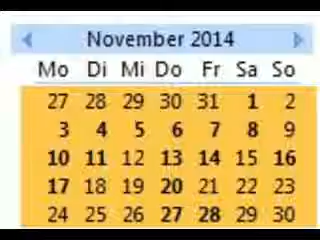 November 2014
Mo Di Mi Do Fr Sa So
27 28 29 30 31 1 2
3 4 5 6 7 8 9
10 11 12 13 14 15 16
17 18 19 20 21 22 23
24 25 26 27 28 29 30